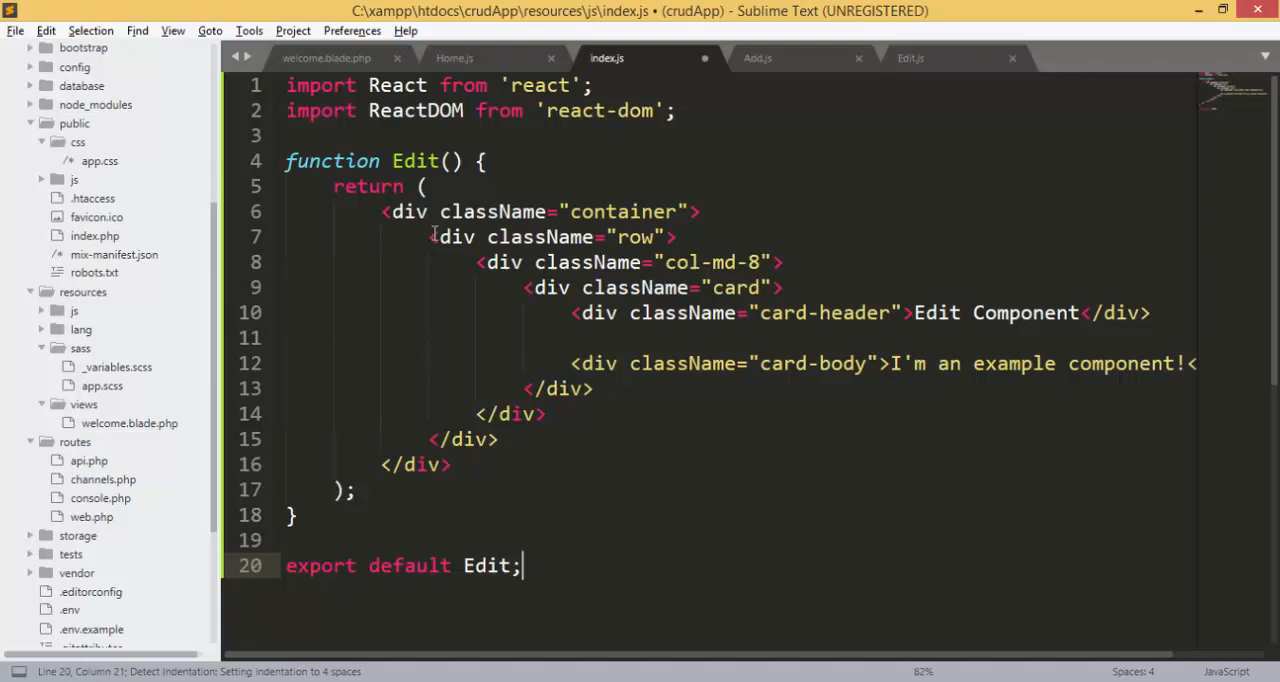 C:\xampp\htdocs\crudApp\resources\js\index.js • (crudApp) - Sublime Text (UNREGISTERED)
File Edit Selection Find View Goto Tools Project Preferences Help
welcome.blade.php Home.js index.js Add.js Edit.js
bootstrap
config
database
node_modules
public
css
app.css
js
.htaccess
favicon.ico
index.php
mix-manifest.json
robots.txt
resources
js
lang
sass
_variables.scss
app.scss
views
welcome.blade.php
routes
api.php
channels.php
console.php
web.php
storage
tests
vendor
.editorconfig
.env
.env.example
.gitattributes
1 import React from 'react';
2 import ReactDOM from 'react-dom';
3
4 function Edit() {
5 return (
6 <div className="container">
7 <div className="row">
8 <div className="col-md-8">
9 <div className="card">
10 <div className="card-header">Edit Component</div>
11
12 <div className="card-body">I'm an example component!<
13 </div>
14 </div>
15 </div>
16 </div>
17 );
18 }
19
20 export default Edit;
Line 20, Column 21; Detect Indentation: Setting indentation to 4 spaces 82% Spaces: 4 JavaScript